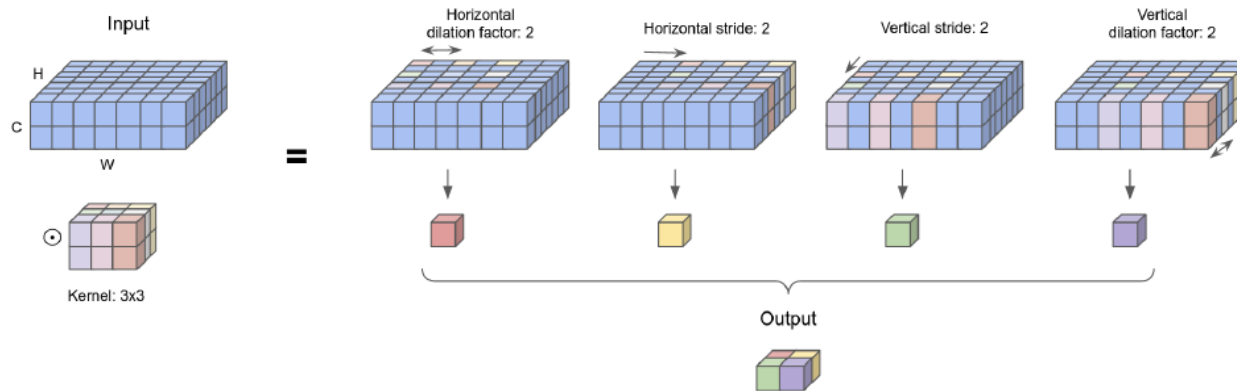 Input
H
C
W
=
Kernel: 3x3
Horizontal
dilation factor: 2
Horizontal stride: 2
Vertical stride: 2
Vertical
dilation factor: 2
Output